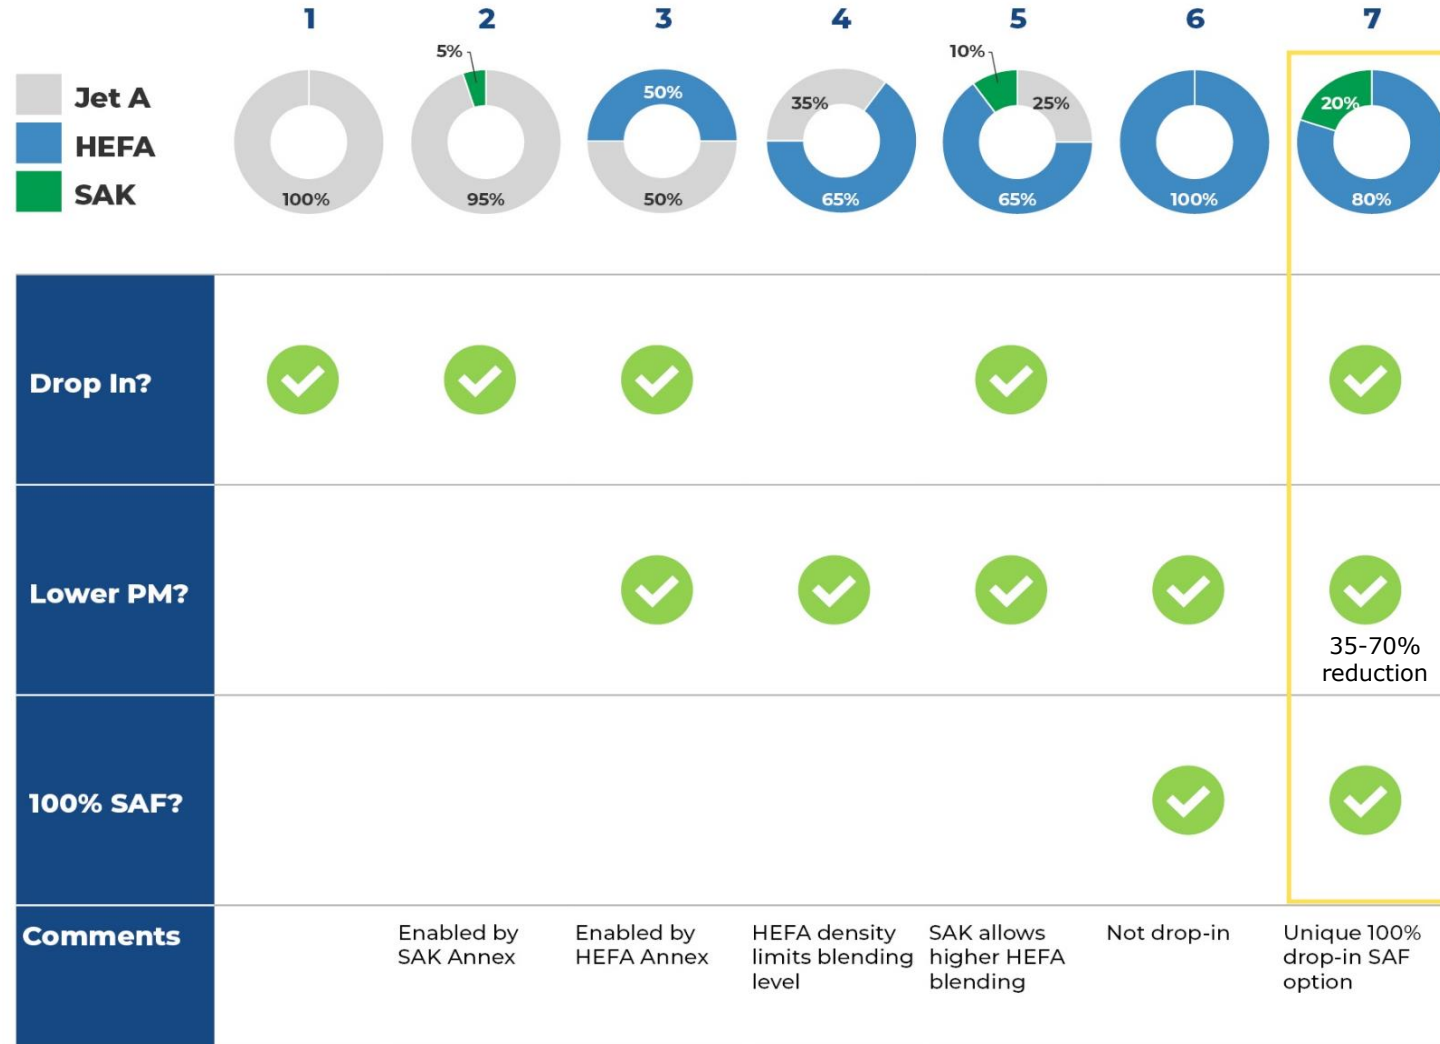 1 2 3 4 5 6 7
Jet A
HEFA
SAK
100%
5%
95%
50%
50%
35%
65%
10%
25%
65%
100%
20%
80%
Drop In?
Lower PM?
35-70%
reduction
100% SAF?
Comments
Enabled by
SAK Annex
Enabled by
HEFA Annex
HEFA density
limits blending
level
SAK allows
higher HEFA
blending
Not drop-in
Unique 100%
drop-in SAF
option